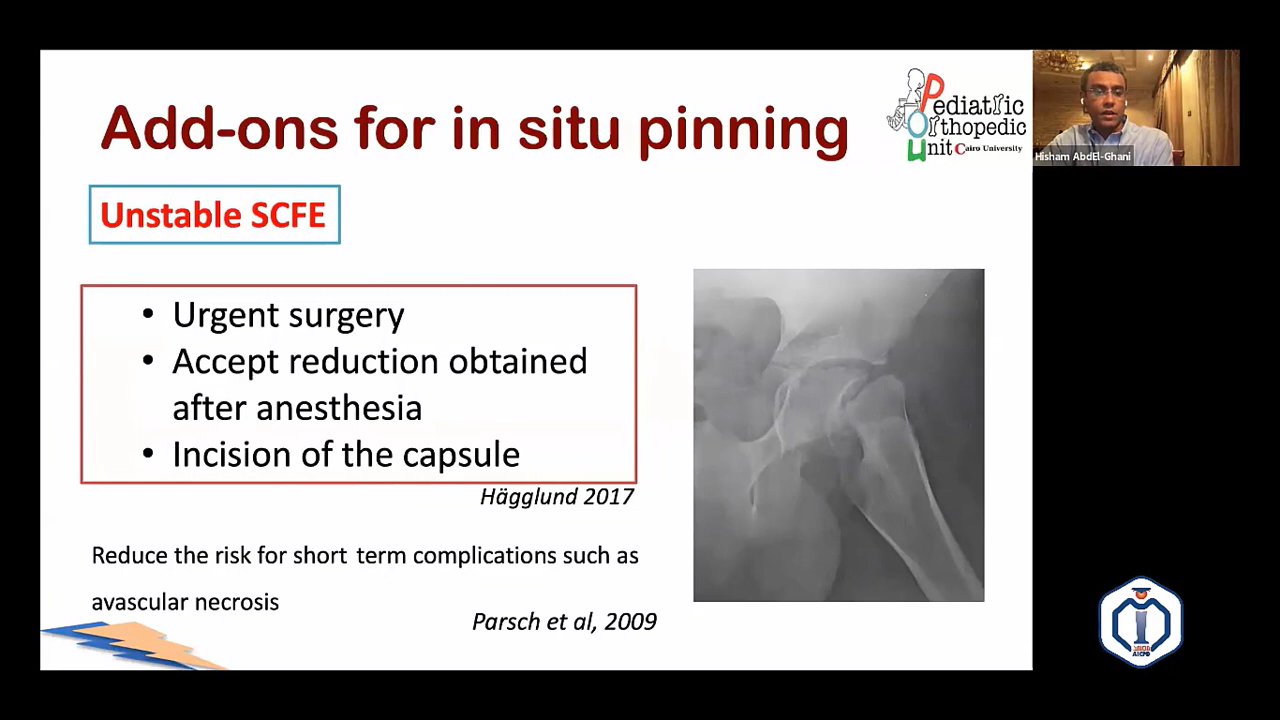 Add-ons for in situ pinning
Pediatric
Orthopedic
Unit Cairo University
Hisham AbdEl-Ghani
Unstable SCFE
• Urgent surgery
• Accept reduction obtained
after anesthesia
• Incision of the capsule
Hägglund 2017
Reduce the risk for short term complications such as
avascular necrosis
Parsch et al, 2009